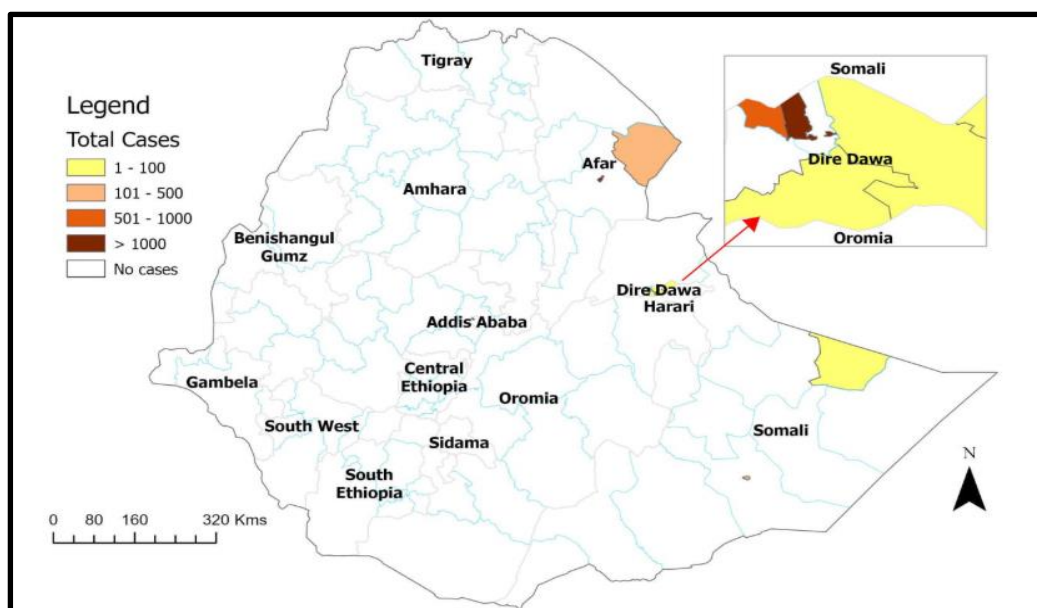 Legend
Total Cases
1 - 100
101 - 500
501 - 1000
> 1000
No cases
Tigray
Afar
Amhara
Benishangul
Gumz
Dire Dawa
Harari
Addis Ababa
Central
Ethiopia
Gambela
Oromia
South West
Sidama
Somali
South
Ethiopia
Somali
Dire Dawa
Oromia
N
0 80 160 320 Kms